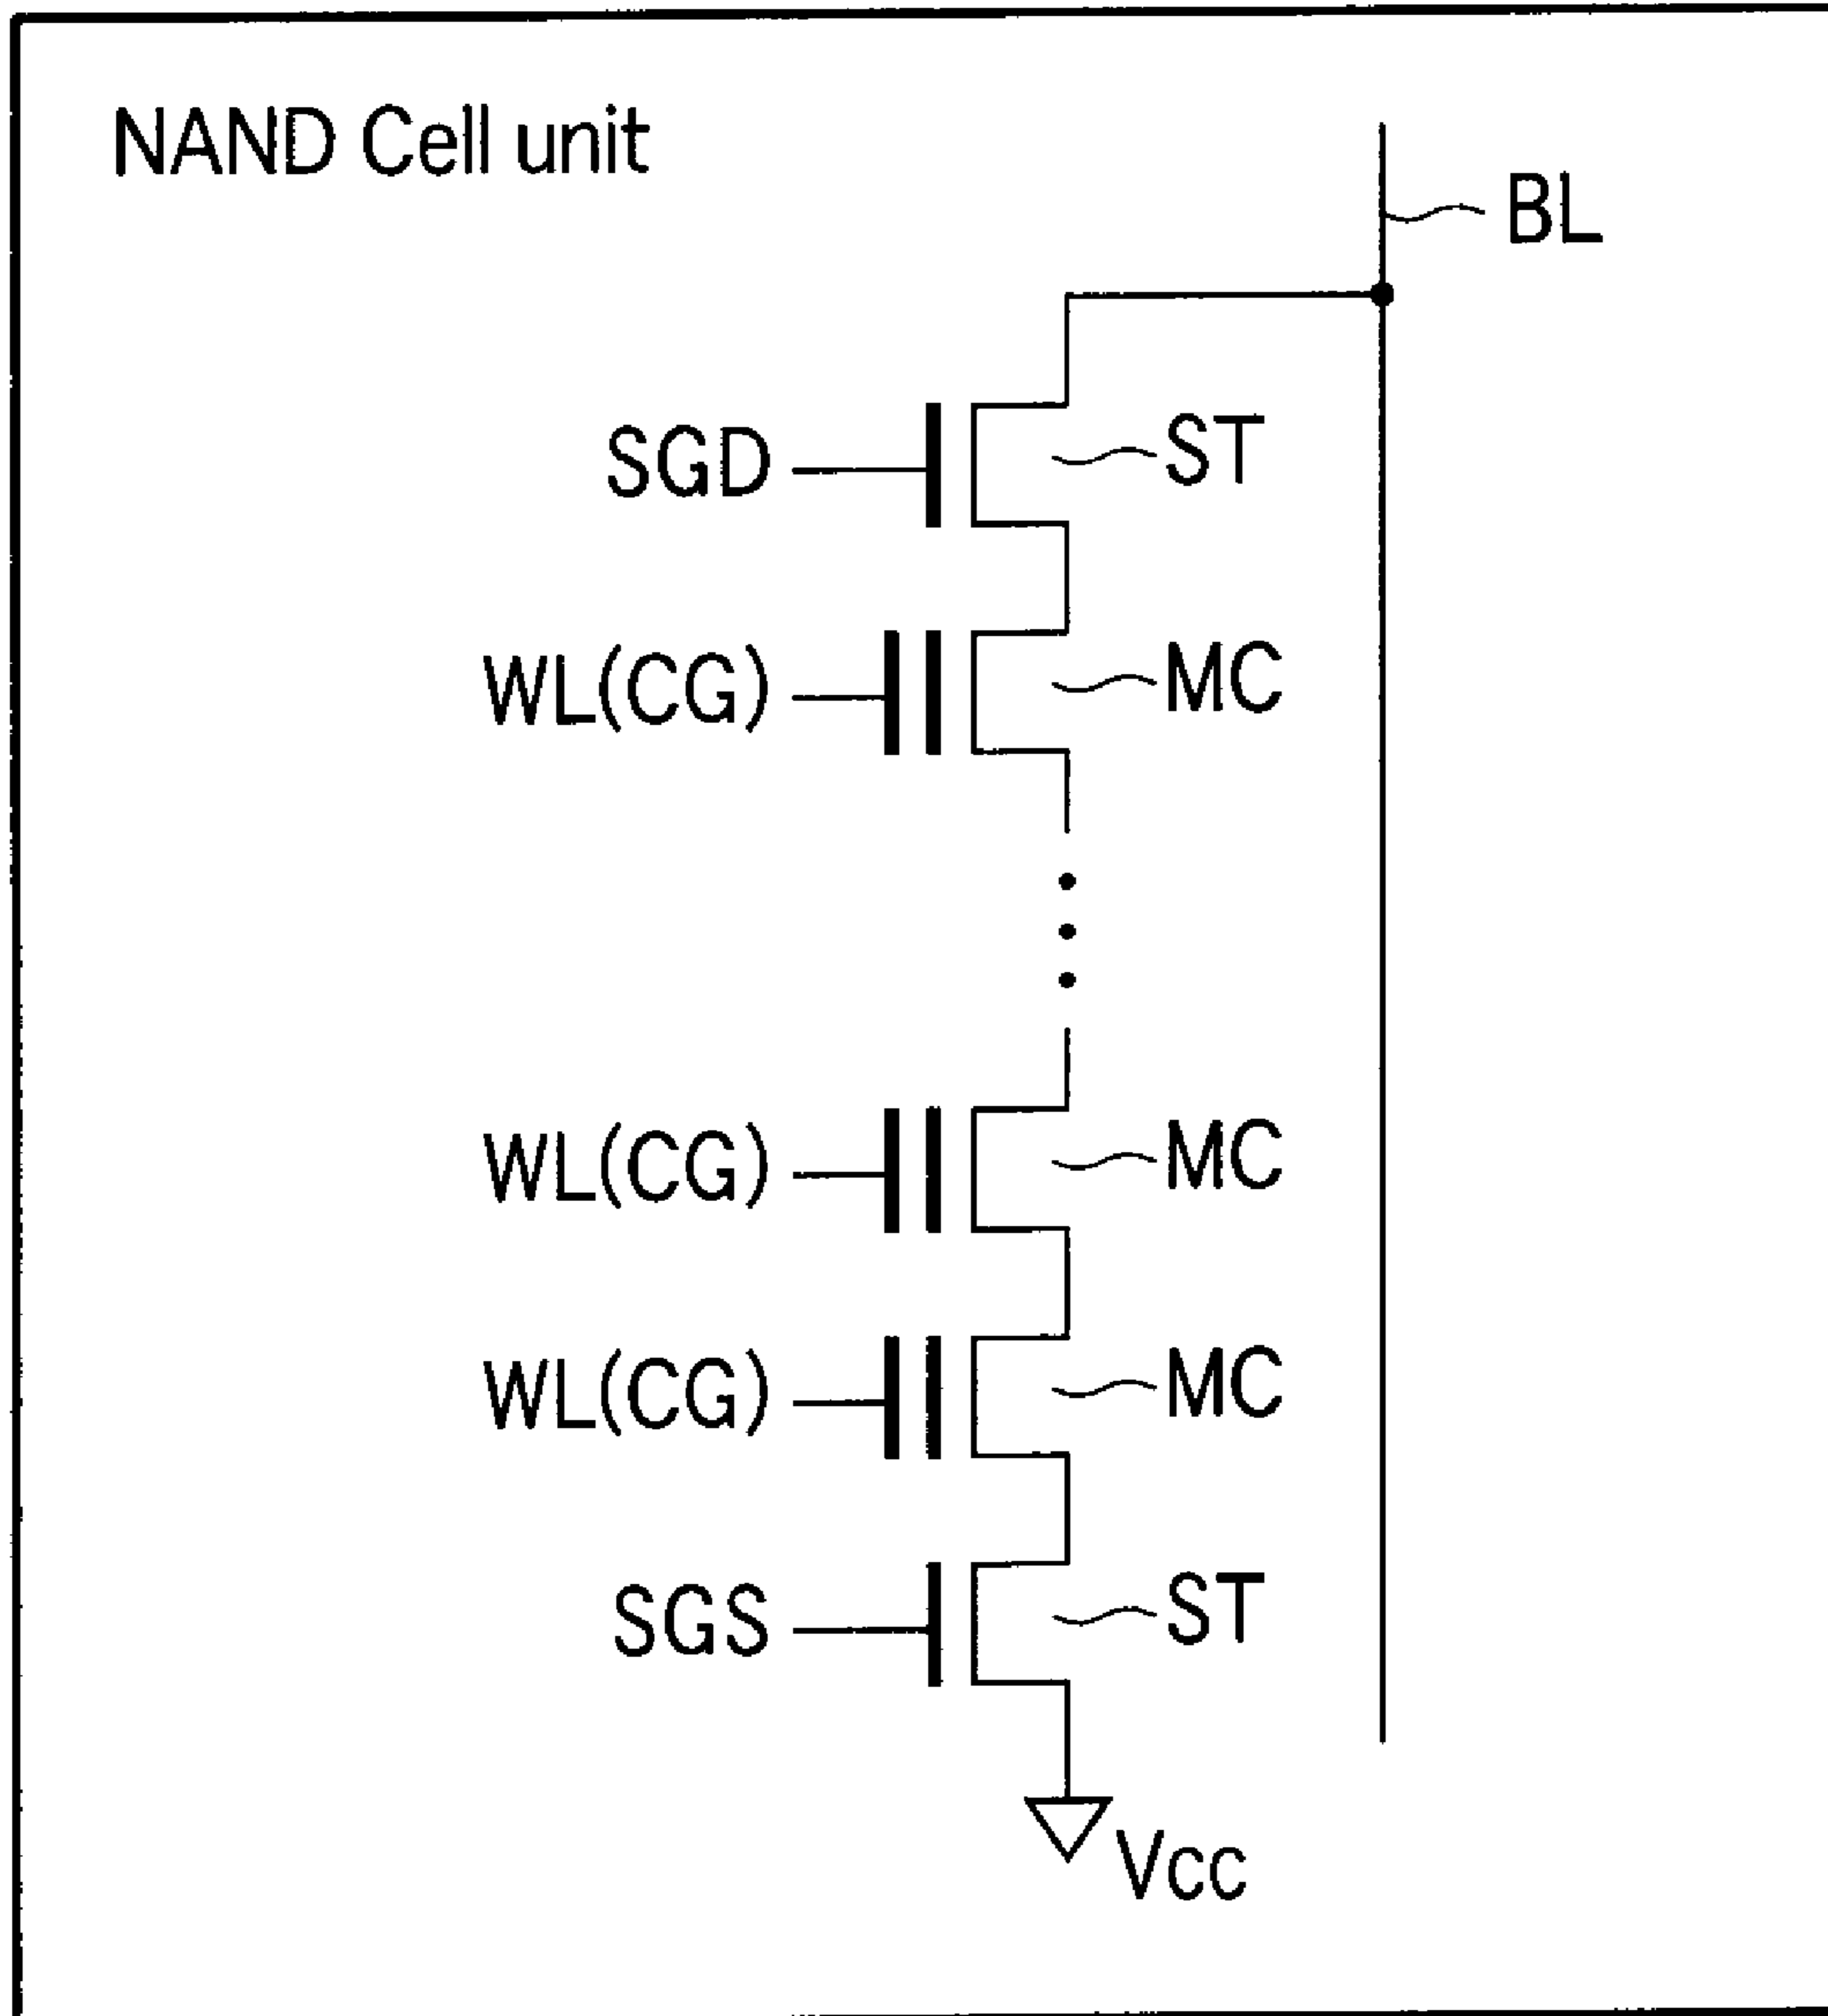 NAND Cell unit
BL
SGD ST
WL(CG) MC
WL(CG) MC
WL(CG) MC
SGS ST
Vcc